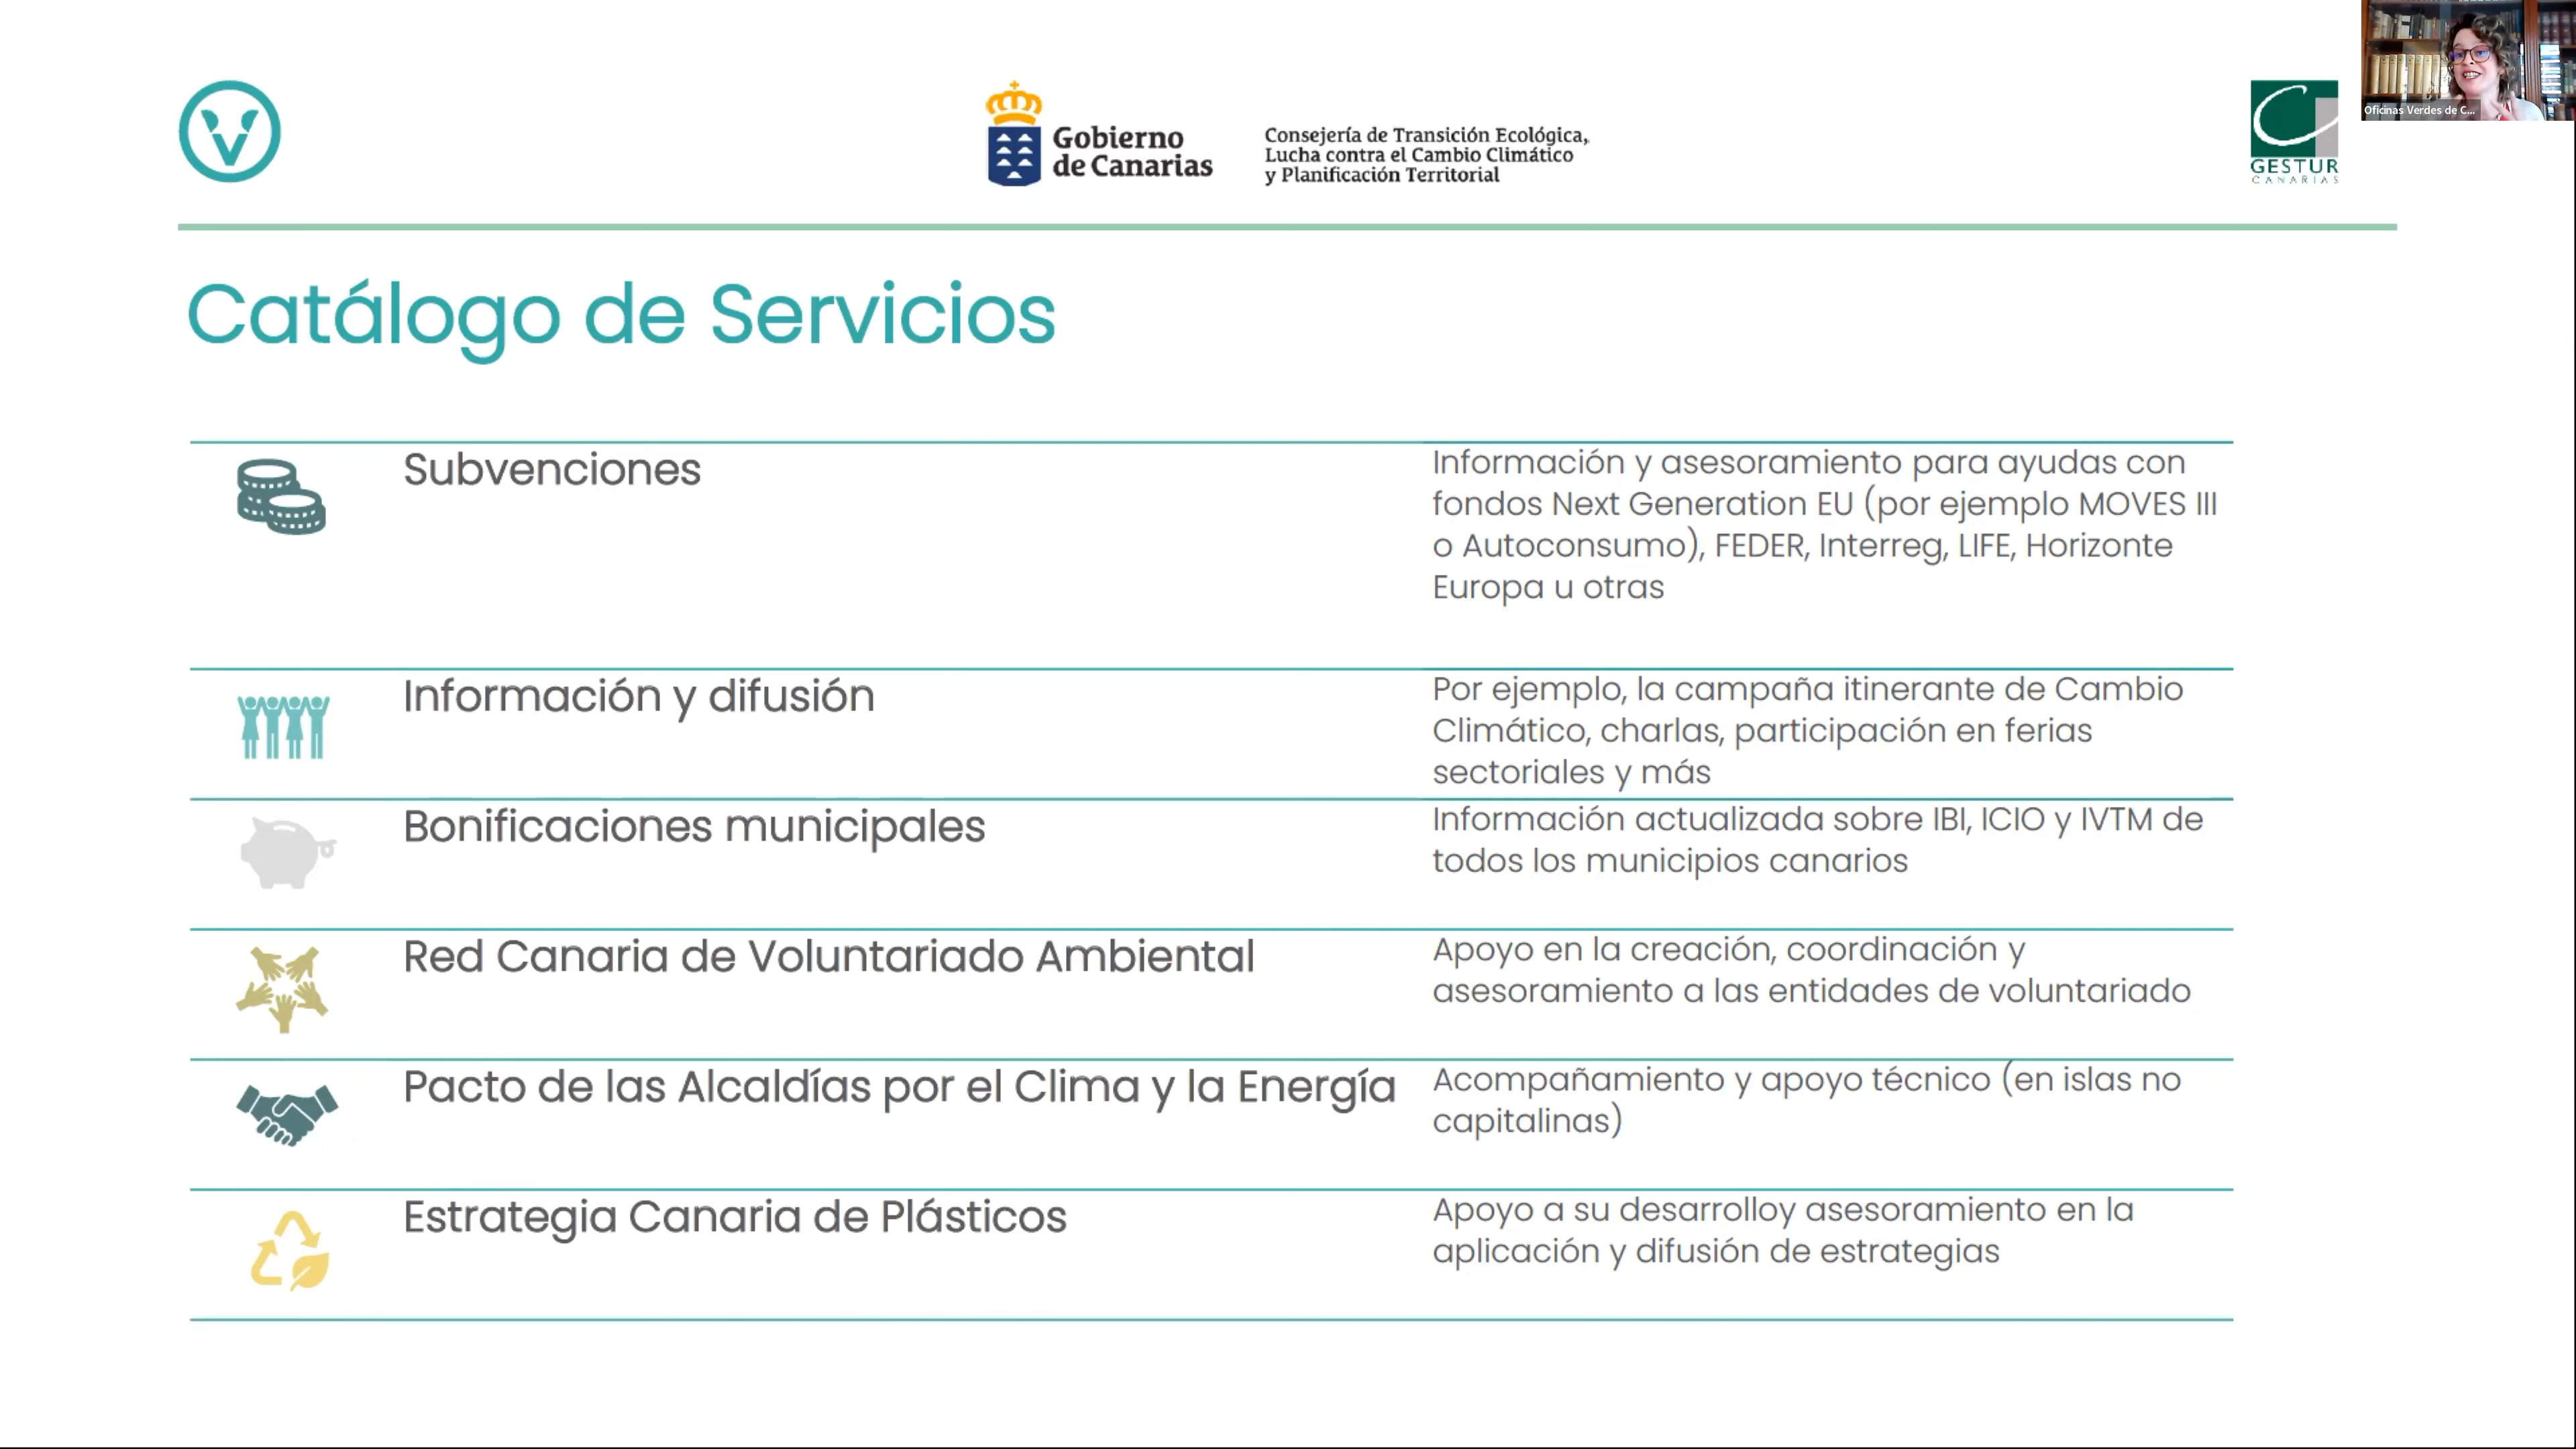 Gobierno
de Canarias
Consejería de Transición Ecológica,
Lucha contra el Cambio Climático
y Planificación Territorial
GESTUR
CANARIAS
Oficinas Verdes de C...
Catálogo de Servicios
Subvenciones
Información y asesoramiento para ayudas con
fondos Next Generation EU (por ejemplo MOVES III
o Autoconsumo), FEDER, Interreg, LIFE, Horizonte
Europa u otras
Información y difusión
Por ejemplo, la campaña itinerante de Cambio
Climático, charlas, participación en ferias
sectoriales y más
Bonificaciones municipales
Información actualizada sobre IBI, ICIO y IVTM de
todos los municipios canarios
Red Canaria de Voluntariado Ambiental
Apoyo en la creación, coordinación y
asesoramiento a las entidades de voluntariado
Pacto de las Alcaldías por el Clima y la Energía
Acompañamiento y apoyo técnico (en islas no
capitalinas)
Estrategia Canaria de Plásticos
Apoyo a su desarrolloy asesoramiento en la
aplicación y difusión de estrategias